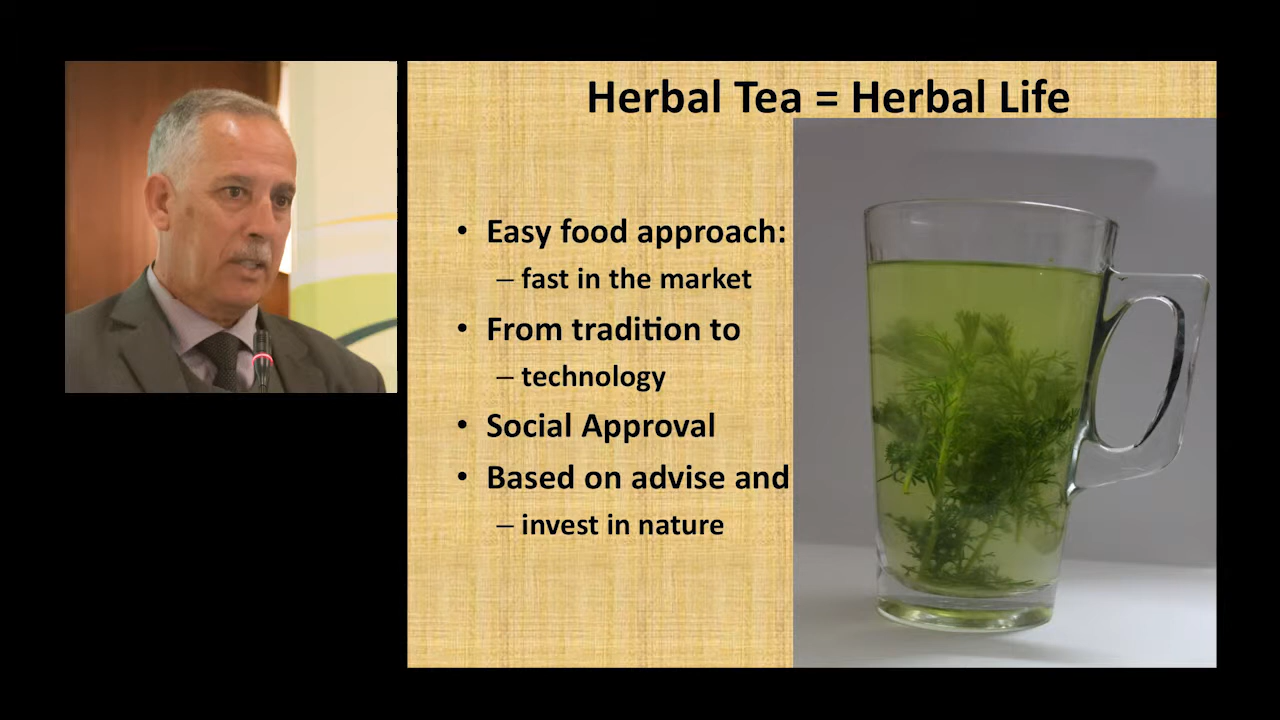 Herbal Tea = Herbal Life
• Easy food approach:
– fast in the market
• From tradition to
– technology
• Social Approval
• Based on advise and
– invest in nature